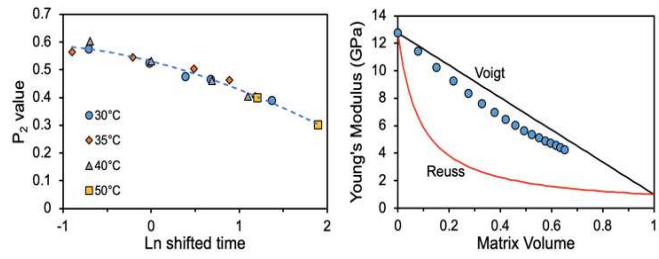 P2 value
0.7
0.6
0.5
0.4
0.3
0.2
0.1
0
30°C
35°C
40°C
50°C
-1
0
1
2
Ln shifted time
Young's Modulus (GPa)
14
12
10
8
6
4
2
0
Voigt
Reuss
0
0.2
0.4
0.6
0.8
1
Matrix Volume